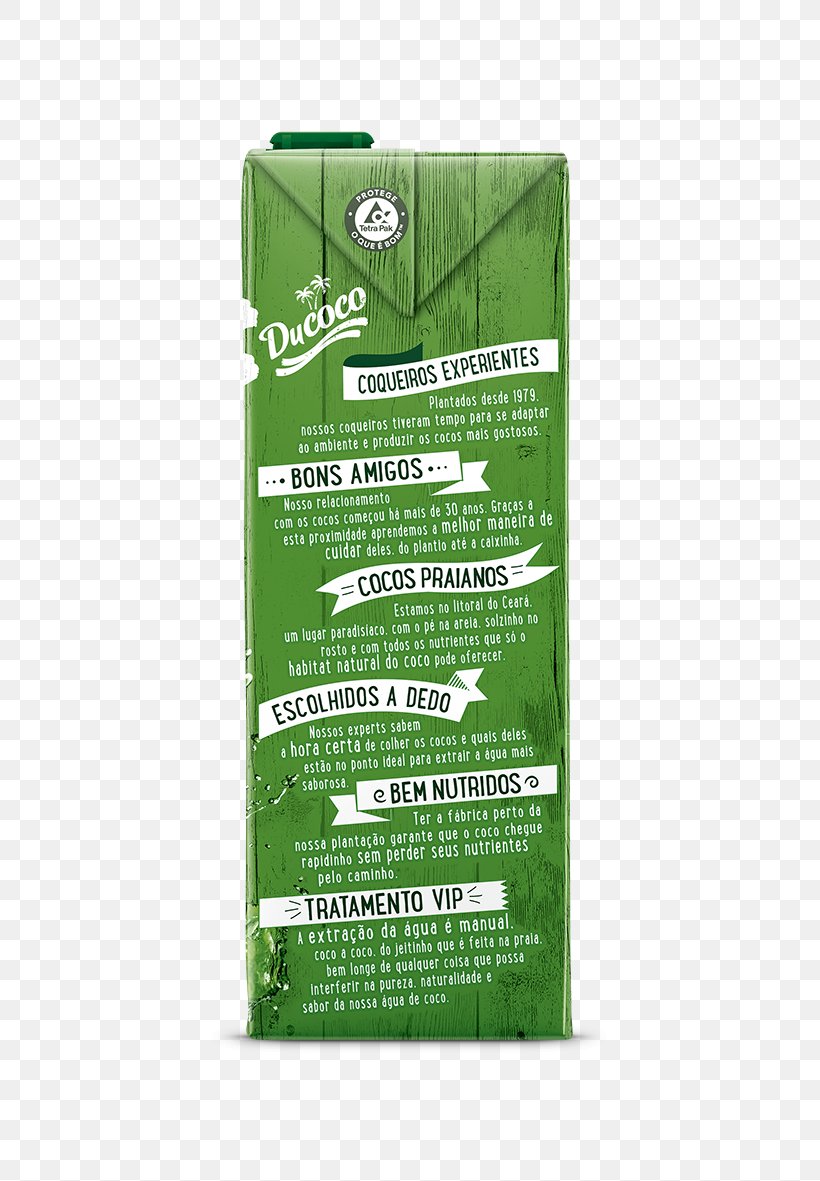 PROTEGE
Tetra Pak
O QUE É BOM™
Ducoco
COQUEIROS EXPERIENTES
Plantados desde 1979,
nossos coqueiros tiveram tempo para se adaptar
ao ambiente e produzir os cocos mais gostosos.
BONS AMIGOS
Nosso relacionamento
com os cocos começou há mais de 30 anos. Graças a
esta proximidade aprendemos a melhor maneira de
cuidar deles, do plantio até a caixinha.
COCOS PRAIANOS
Estamos no litoral do Ceará,
um lugar paradisíaco, com o pé na areia, solzinho no
rosto e com todos os nutrientes que só o
habitat natural do coco pode oferecer.
ESCOLHIDOS A DEDO
Nossos experts sabem
a hora certa de colher os cocos e quais deles
estão no ponto ideal para extrair a água mais
saborosa.
BEM NUTRIDOS
Ter a fábrica perto da
nossa plantação garante que o coco chegue
rapidinho sem perder seus nutrientes
pelo caminho.
TRATAMENTO VIP
A extração da água é manual,
coco a coco, do jeitinho que é feita na praia,
bem longe de qualquer coisa que possa
interferir na pureza, naturalidade e
sabor da nossa água de coco.